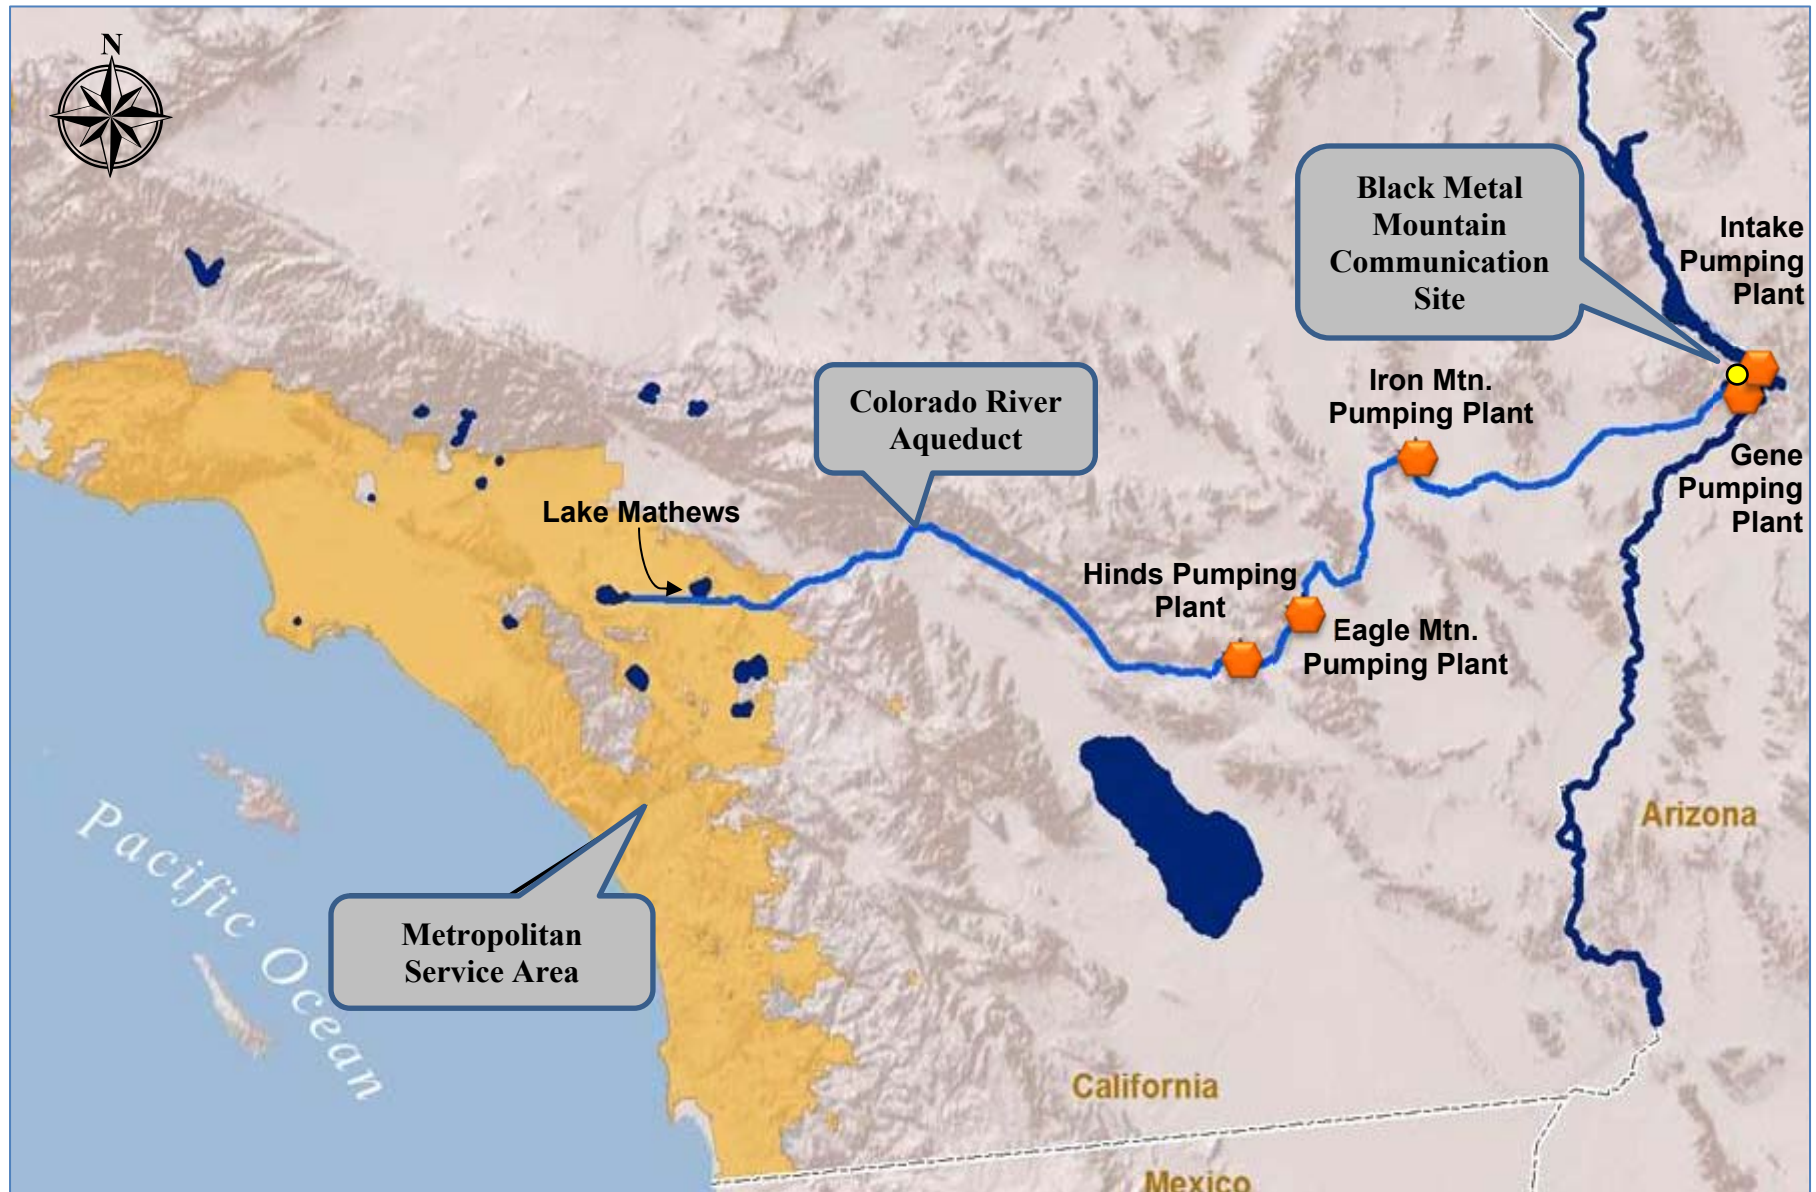 N
Black Metal
Mountain
Communication
Site
Intake
Pumping
Plant
Iron Mtn.
Pumping Plant
Colorado River
Aqueduct
Gene
Pumping
Plant
Lake Mathews
Hinds Pumping
Plant
Eagle Mtn.
Pumping Plant
Arizona
Pacific Ocean
Metropolitan
Service Area
California
Mexico